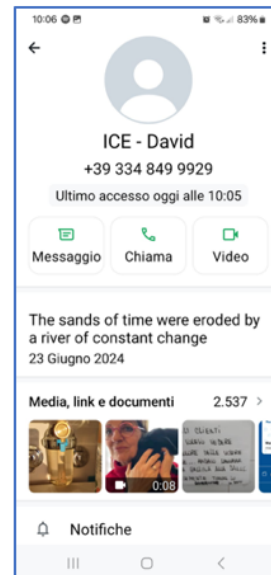 10:06
83%
ICE - David
+39 334 849 9929
Ultimo accesso oggi alle 10:05
Messaggio Chiama Video
The sands of time were eroded by
a river of constant change
23 Giugno 2024
Media, link e documenti 2.537
0:08
CLIENTI
Notifiche